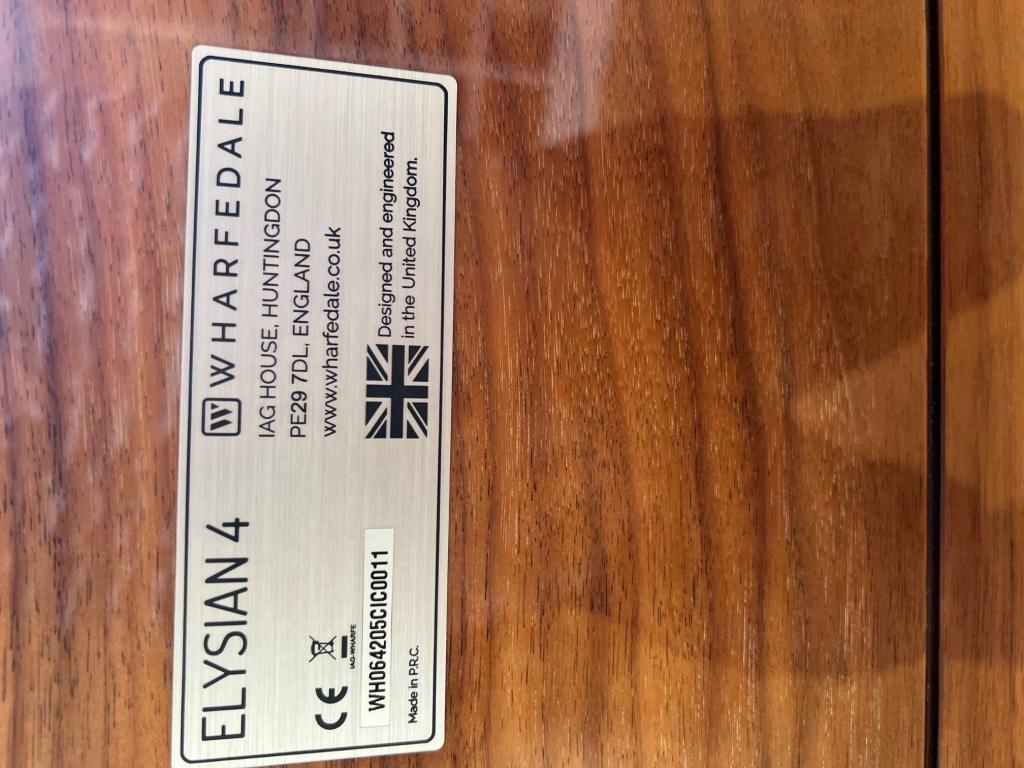 ELYSIAN 4
WHARFEDALE
IAG HOUSE, HUNTINGDON
PE29 7DL, ENGLAND
www.wharfedale.co.uk
CE
IAG-WHARFE
WH064205CIC0011
Made in P.R.C.
Designed and engineered
in the United Kingdom.